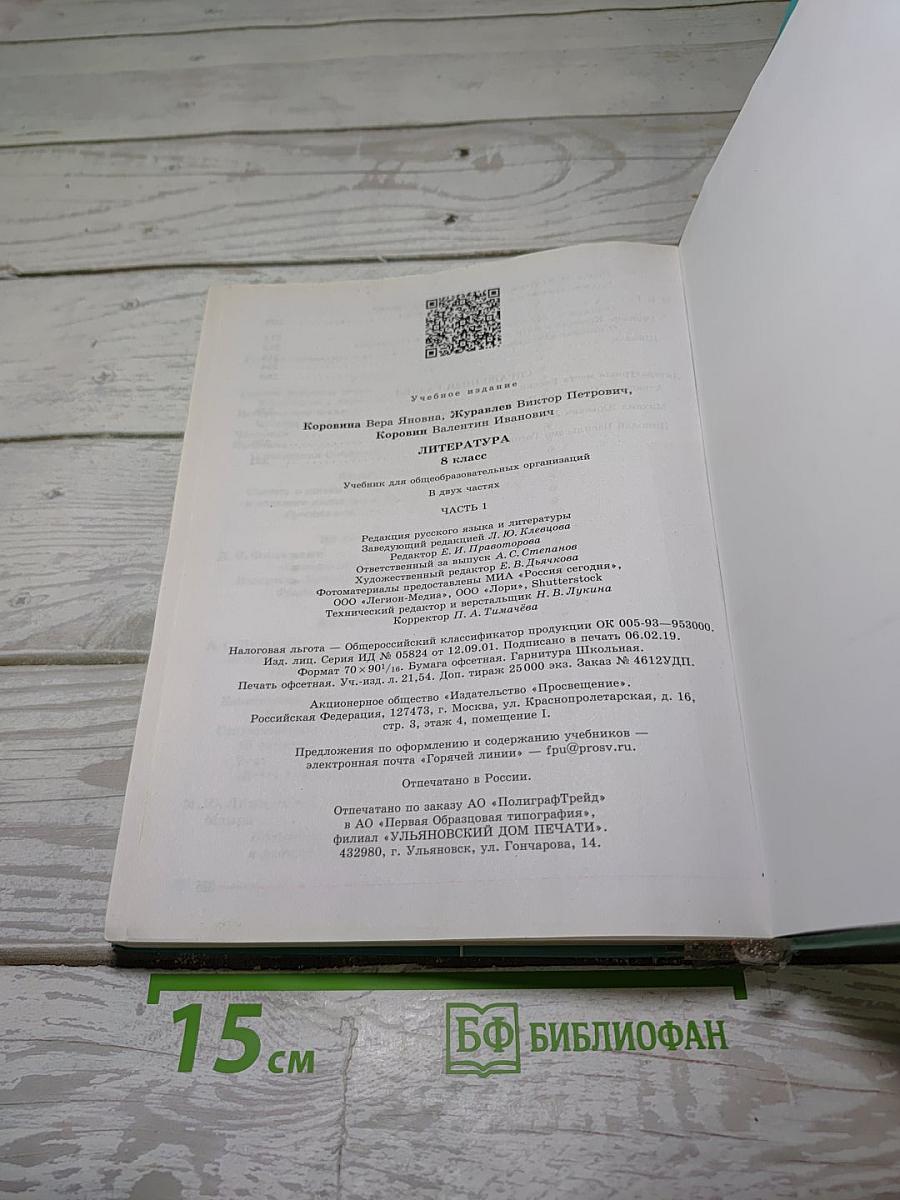 Учебное издание
Коровина Вера Яновна, Журавлев Виктор Петрович,
Коровин Валентин Иванович
ЛИТЕРАТУРА
8 класс
Учебник для общеобразовательных организаций
В двух частях
ЧАСТЬ 1
Редакция русского языка и литературы
Заведующий редакцией Л. Ю. Клевцова
Редактор Е. И. Правоторова
Ответственный за выпуск А. С. Степанов
Художественный редактор Е. В. Дьячкова
Фотоматериалы предоставлены МИА «Россия сегодня»,
ООО «Легион-Медиа», ООО «Лори», Shutterstock
Технический редактор и верстальщик Н. В. Лукина
Корректор П. А. Тимачёва
Налоговая льгота — Общероссийский классификатор продукции ОК 005-93—953000.
Изд. лиц. Серия ИД № 05824 от 12.09.01. Подписано в печать 06.02.19.
Формат 70 × 90 1/16. Бумага офсетная. Гарнитура Школьная.
Печать офсетная. Уч.-изд. л. 21,54. Доп. тираж 25 000 экз. Заказ № 4612УДП.
Акционерное общество «Издательство «Просвещение».
Российская Федерация, 127473, г. Москва, ул. Краснопролетарская, д. 16,
стр. 3, этаж 4, помещение I.
Предложения по оформлению и содержанию учебников —
электронная почта «Горячей линии» — fpu@prosv.ru.
Отпечатано в России.
Отпечатано по заказу АО «ПолиграфТрейд»
в АО «Первая Образцовая типография»,
филиал «УЛЬЯНОВСКИЙ ДОМ ПЕЧАТИ».
432980, г. Ульяновск, ул. Гончарова, 14.
15 см
БФ БИБЛИОФАН